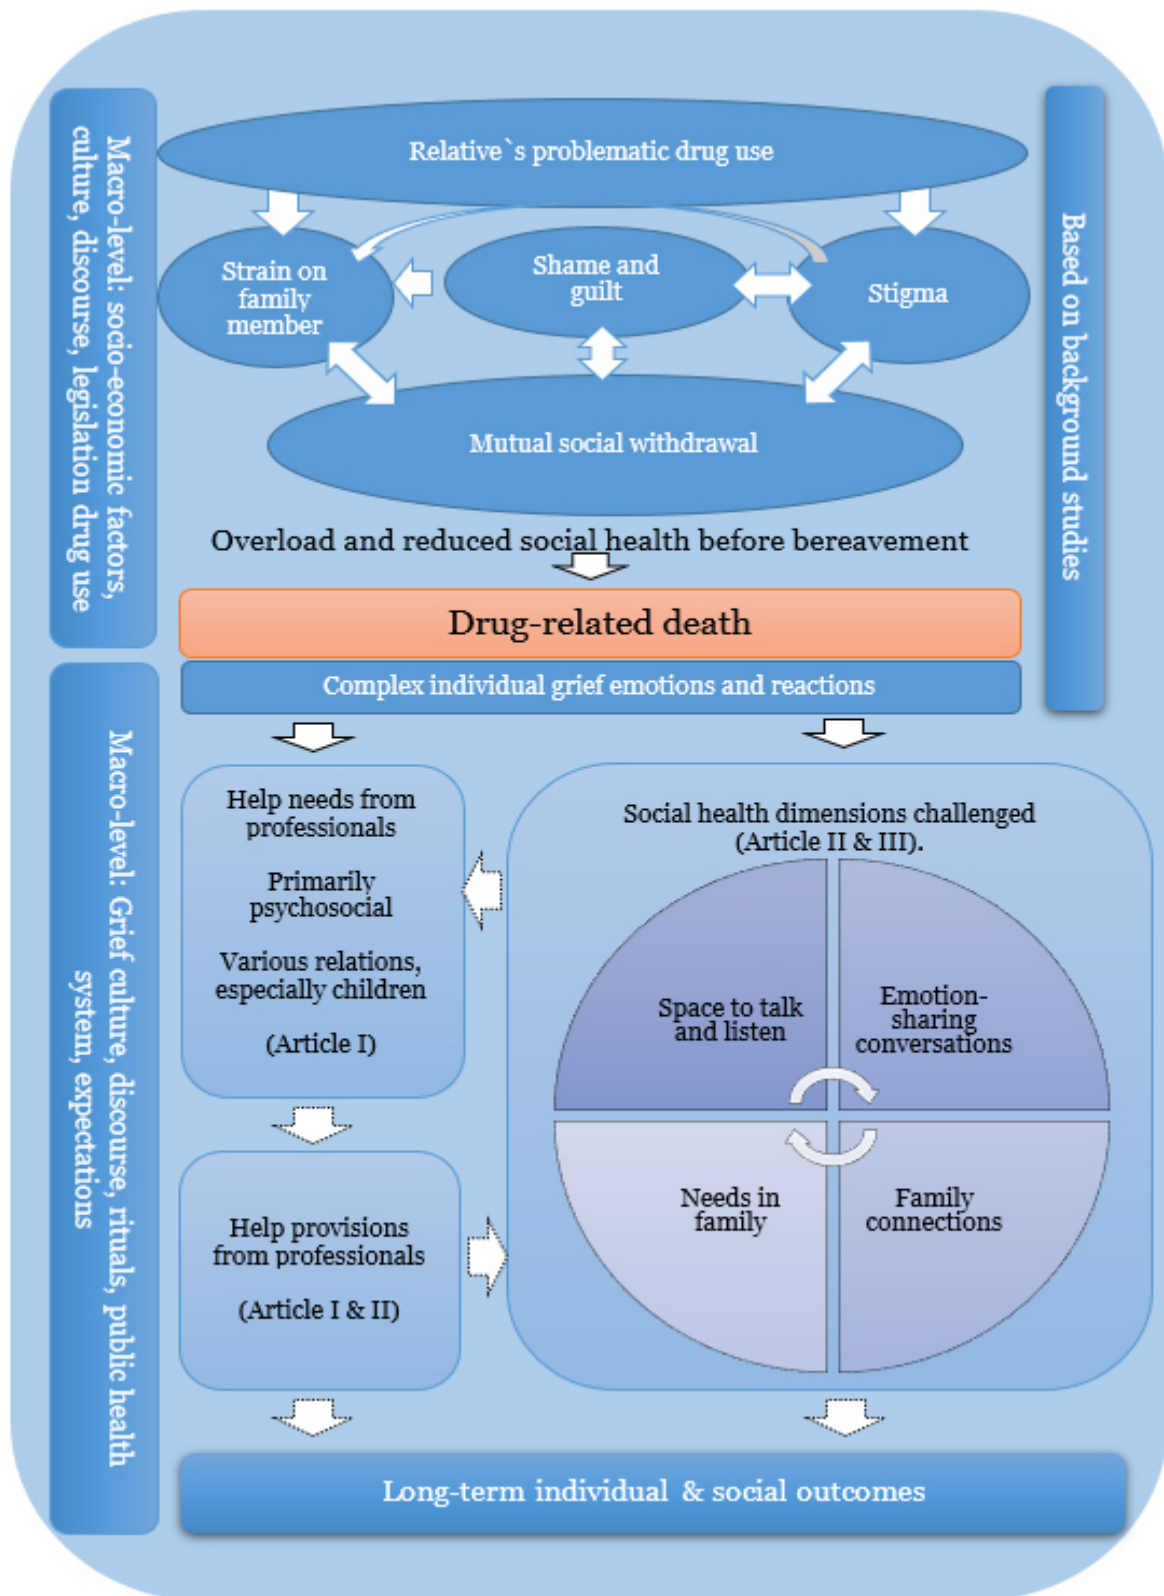 Macro-level: socio-economic factors,
culture, discourse, legislation drug use
Relative`s problematic drug use
Strain on
family
member
Shame and
guilt
Stigma
Mutual social withdrawal
Based on background studies
Overload and reduced social health before bereavement
Drug-related death
Complex individual grief emotions and reactions
Macro-level: Grief culture, discourse, rituals, public health
system, expectations
Help needs from
professionals
Primarily
psychosocial
Various relations,
especially children
(Article I)
Social health dimensions challenged
(Article II & III).
Space to talk
and listen
Emotion-
sharing
conversations
Needs in
family
Family
connections
Help provisions
from professionals
(Article I & II)
Long-term individual & social outcomes